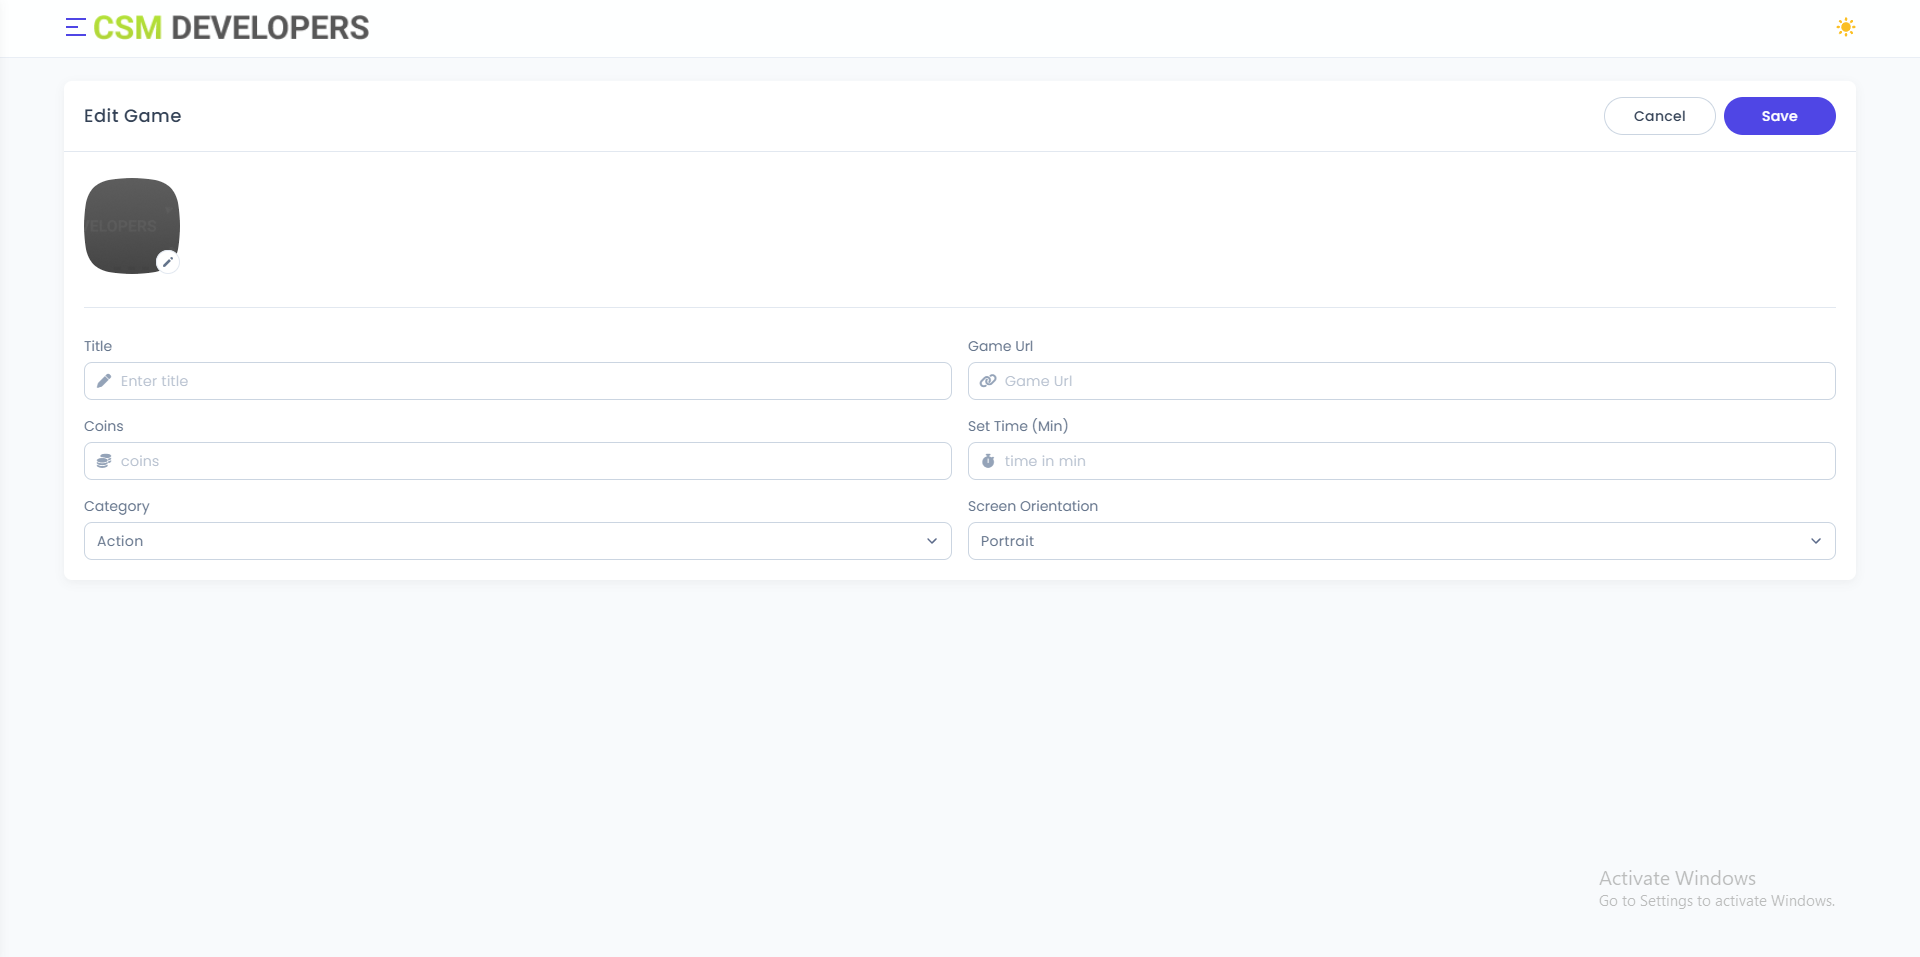 CSM DEVELOPERS
Edit Game
Cancel
Save
ELOPERS
Title
Game Url
Enter title
Game Url
Coins
Set Time (Min)
coins
time in min
Category
Screen Orientation
Action
Portrait
Activate Windows
Go to Settings to activate Windows.